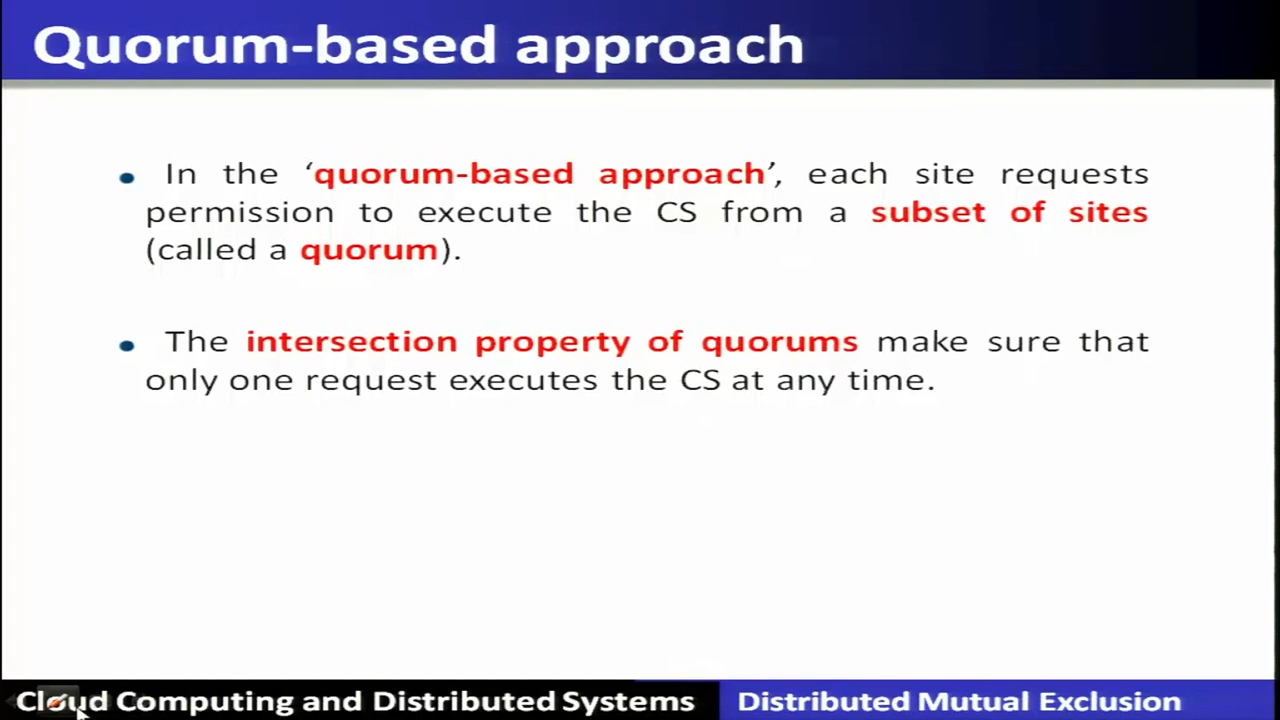 Quorum-based approach
• In the ‘quorum-based approach’, each site requests
permission to execute the CS from a subset of sites
(called a quorum).
• The intersection property of quorums make sure that
only one request executes the CS at any time.
Cloud Computing and Distributed Systems
Distributed Mutual Exclusion